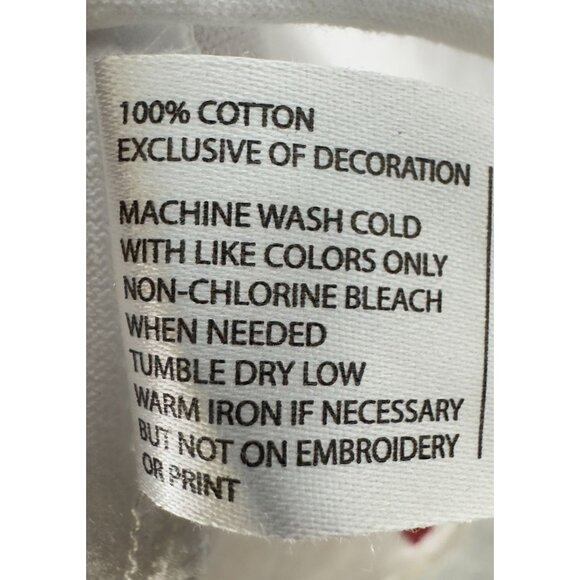 100% COTTON
EXCLUSIVE OF DECORATION
MACHINE WASH COLD
WITH LIKE COLORS ONLY
NON-CHLORINE BLEACH
WHEN NEEDED
TUMBLE DRY LOW
WARM IRON IF NECESSARY
BUT NOT ON EMBROIDERY
OR PRINT